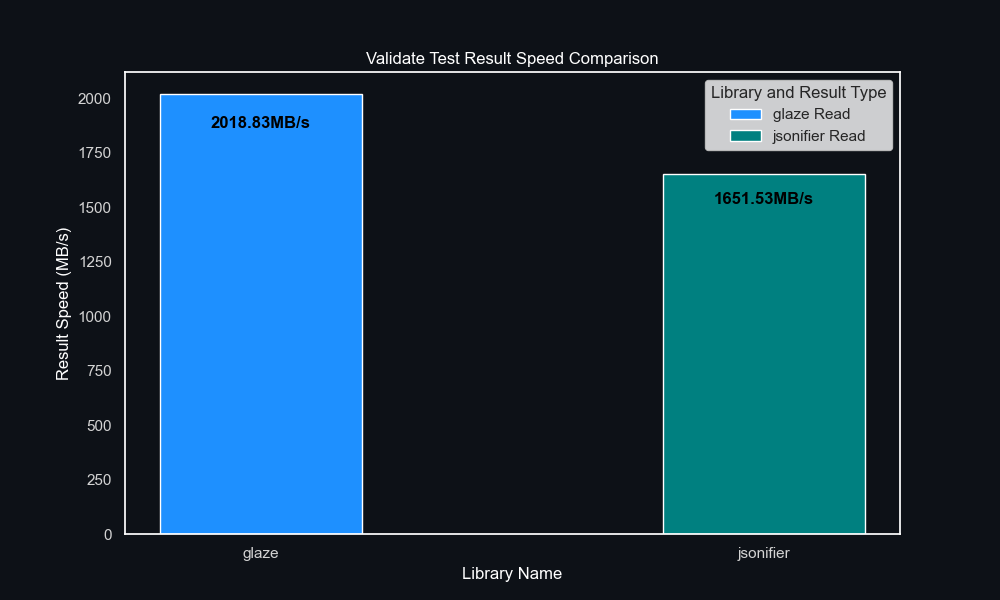 Validate Test Result Speed Comparison
Library and Result Type
glaze Read
jsonifier Read
2018.83MB/s
1651.53MB/s
Result Speed (MB/s)
2000
1750
1500
1250
1000
750
500
250
0
glaze
jsonifier
Library Name